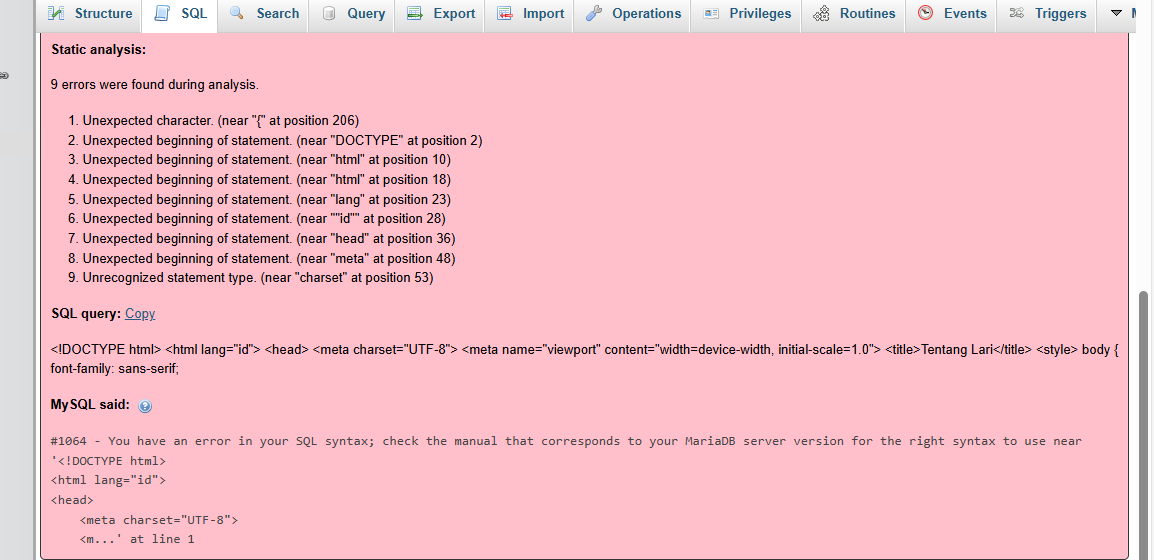 Structure SQL Search Query Export Import Operations Privileges Routines Events Triggers
Static analysis:
9 errors were found during analysis.
1. Unexpected character. (near "{" at position 206)
2. Unexpected beginning of statement. (near "DOCTYPE" at position 2)
3. Unexpected beginning of statement. (near "html" at position 10)
4. Unexpected beginning of statement. (near "html" at position 18)
5. Unexpected beginning of statement. (near "lang" at position 23)
6. Unexpected beginning of statement. (near ""id"" at position 28)
7. Unexpected beginning of statement. (near "head" at position 36)
8. Unexpected beginning of statement. (near "meta" at position 48)
9. Unrecognized statement type. (near "charset" at position 53)
SQL query: Copy
<!DOCTYPE html> <html lang="id"> <head> <meta charset="UTF-8"> <meta name="viewport" content="width=device-width, initial-scale=1.0"> <title>Tentang Lari</title> <style> body {
font-family: sans-serif;
MySQL said:
#1064 - You have an error in your SQL syntax; check the manual that corresponds to your MariaDB server version for the right syntax to use near
'<!DOCTYPE html>
<html lang="id">
<head>
    <meta charset="UTF-8">
    <m...' at line 1